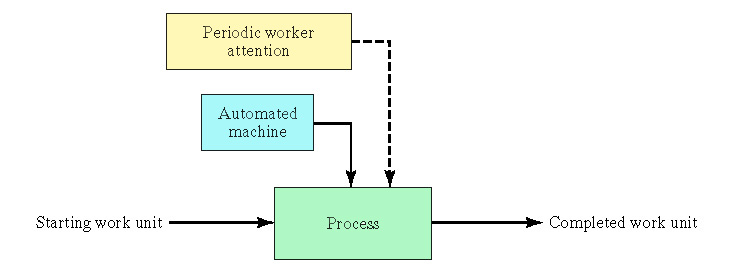 Periodic worker
attention
Automated
machine
Starting work unit
Process
Completed work unit